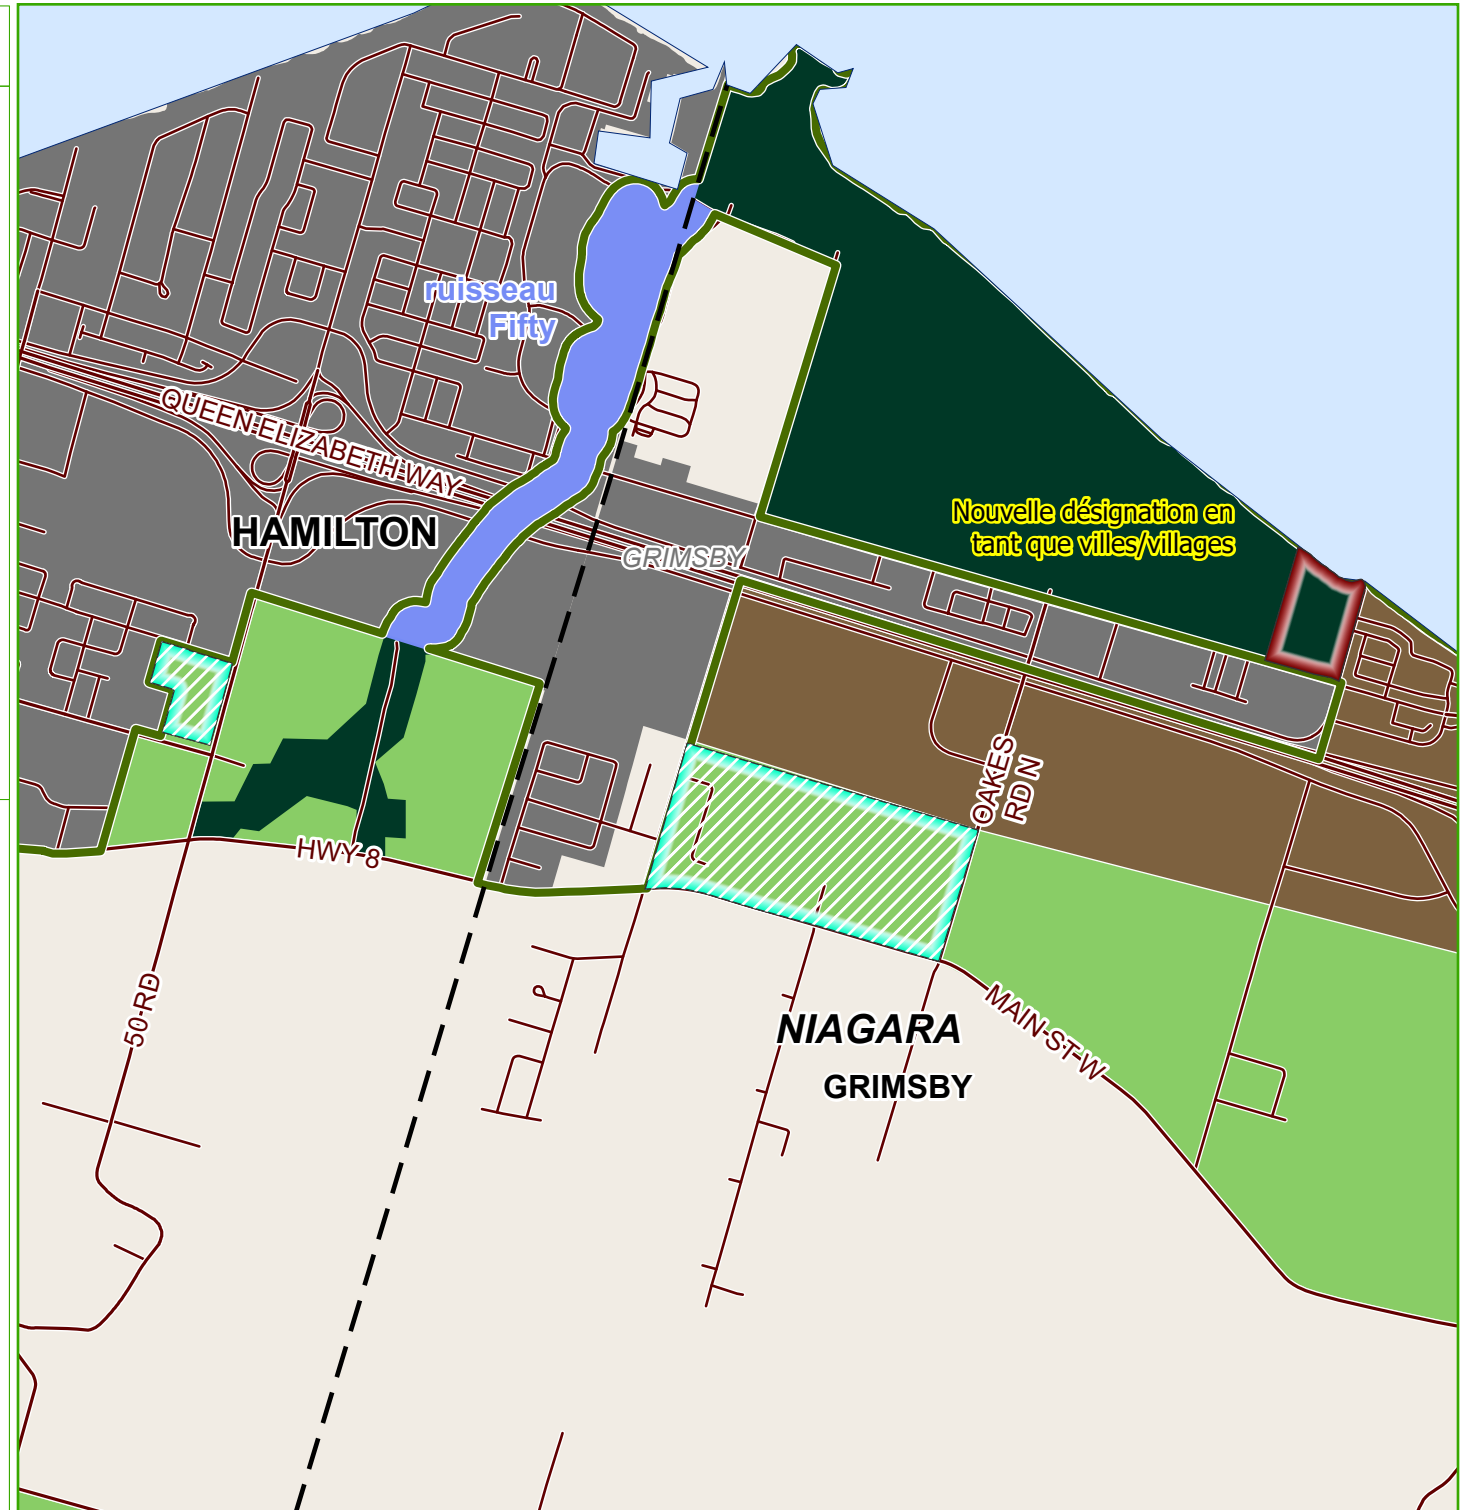 ruisseau
Fifty
QUEEN ELIZABETH WAY
HAMILTON
GRIMSBY
Nouvelle désignation en
tant que villes/villages
OAKES
RD N
HWY 8
50 RD
NIAGARA
GRIMSBY
MAIN ST W